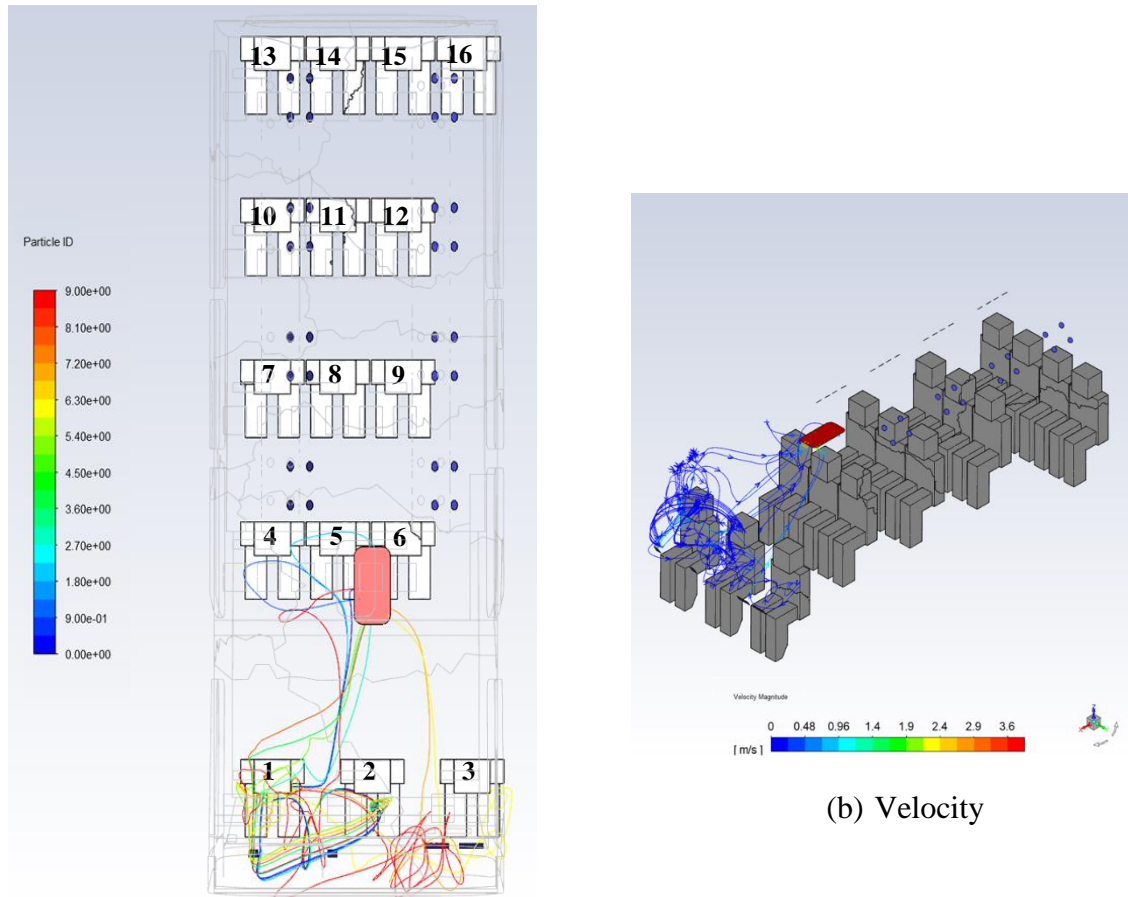 13 14 15 16
10 11 12
Particle ID
9.00e+00
8.10e+00
7.20e+00
6.30e+00
5.40e+00
4.50e+00
3.60e+00
2.70e+00
1.80e+00
9.00e-01
0.00e+00
7 8 9
4 5 6
1 2 3
Velocity Magnitude
0 0.48 0.96 1.4 1.9 2.4 2.9 3.6
[ m/s ]
Z
X
Y
(b) Velocity